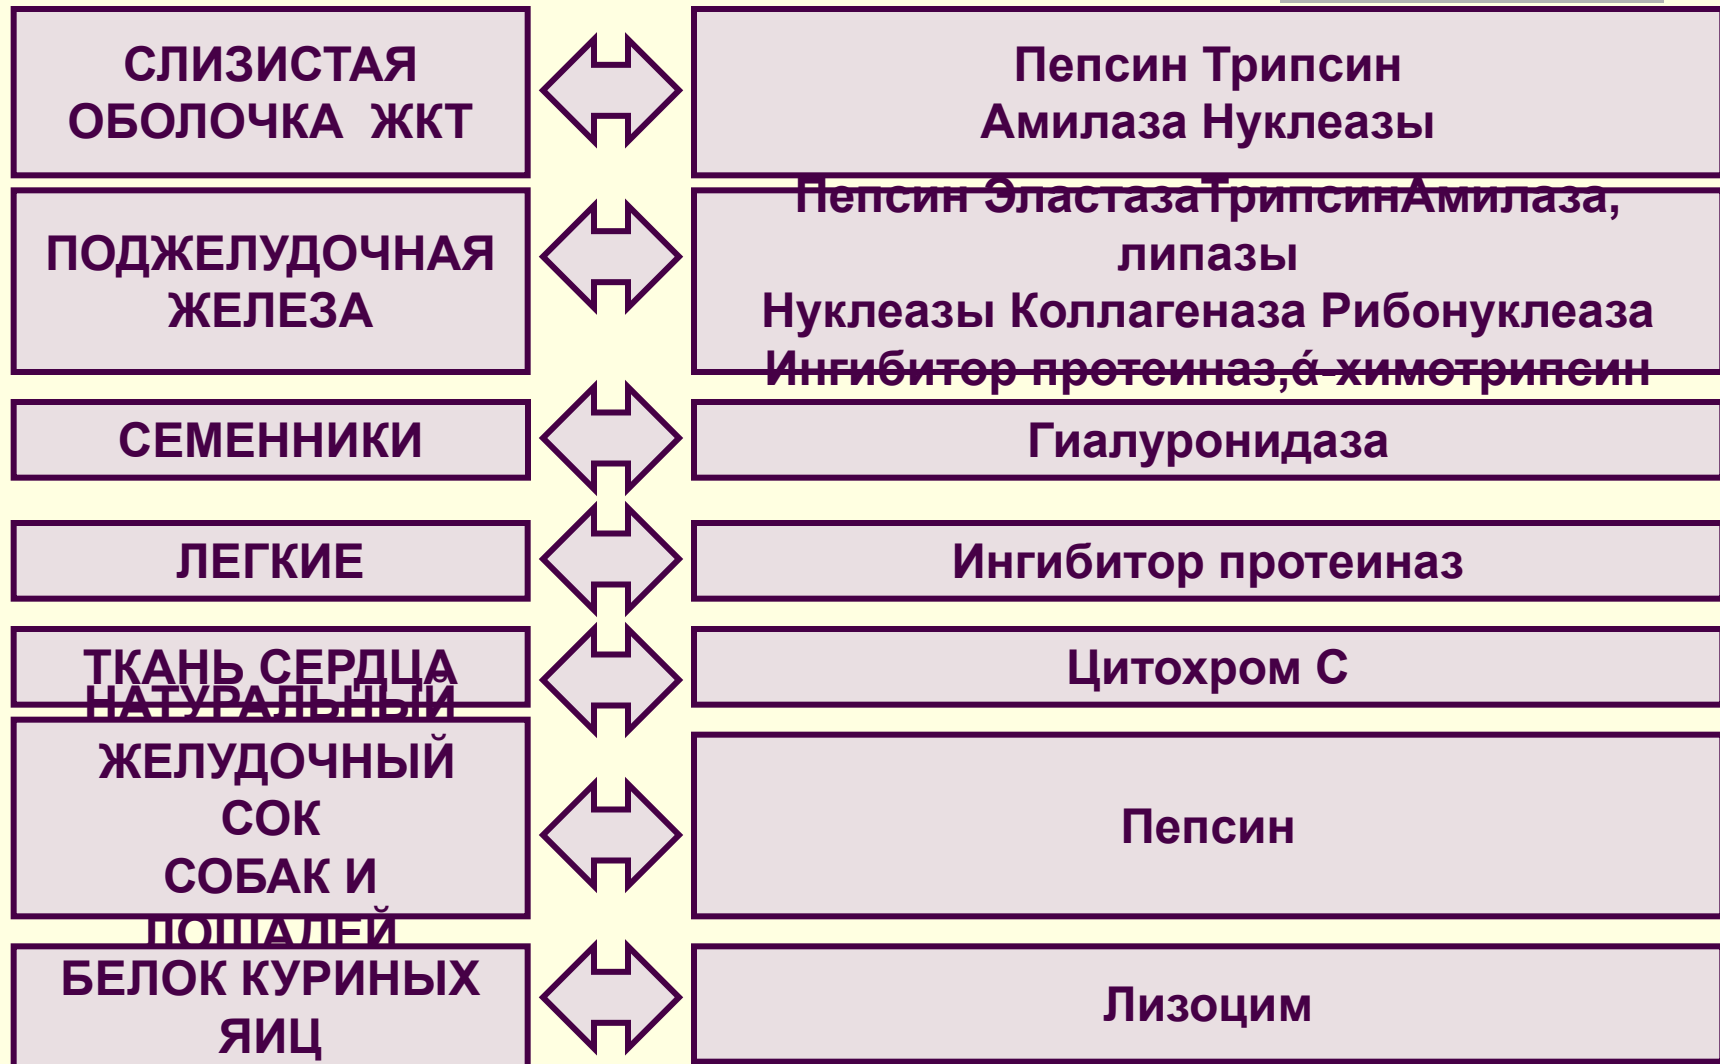 СЛИЗИСТАЯ
ОБОЛОЧКА ЖКТ
Пепсин Трипсин
Амилаза Нуклеазы
ПОДЖЕЛУДОЧНАЯ
ЖЕЛЕЗА
Пепсин ЭластазаТрипсинАмилаза,
липазы
Нуклеазы Коллагеназа Рибонуклеаза
Ингибитор протеиназ,ά-химотрипсин
СЕМЕННИКИ
Гиалуронидаза
ЛЕГКИЕ
Ингибитор протеиназ
ТКАНЬ СЕРДЦА
Цитохром С
НАТУРАЛЬНЫЙ
ЖЕЛУДОЧНЫЙ
СОК
СОБАК И
ЛОШАДЕЙ
Пепсин
БЕЛОК КУРИНЫХ
ЯИЦ
Лизоцим